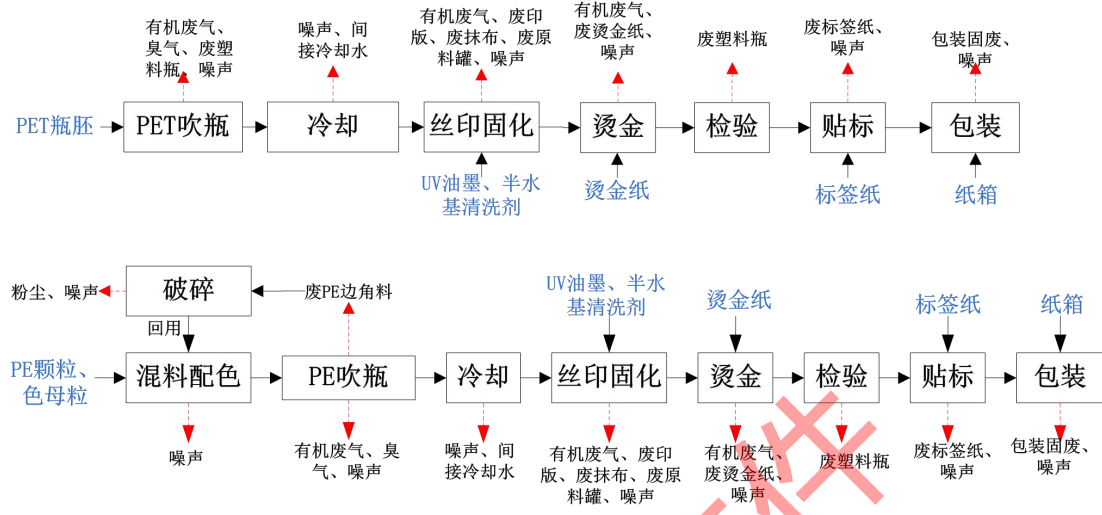 有机废气、
臭气、废塑
料瓶、噪声
噪声、间
接冷却水
有机废气、废印
版、废抹布、废原
料罐、噪声
有机废气、
废烫金纸、
噪声
废塑料瓶
废标签纸、
噪声
包装固废、
噪声
PET瓶胚
PET吹瓶
冷却
丝印固化
烫金
检验
贴标
包装
UV油墨、半水
基清洗剂
烫金纸
标签纸
纸箱
粉尘、噪声
破碎
废PE边角料
UV油墨、半水
基清洗剂
烫金纸
标签纸
纸箱
回用
PE颗粒、
色母粒
混料配色
PE吹瓶
冷却
丝印固化
烫金
检验
贴标
包装
噪声
有机废气、臭
气、噪声
噪声、间
接冷却水
有机废气、废印
版、废抹布、废原
料罐、噪声
有机废气、
废烫金纸、
噪声
废塑料瓶
废标签纸、
噪声
包装固废、
噪声
件